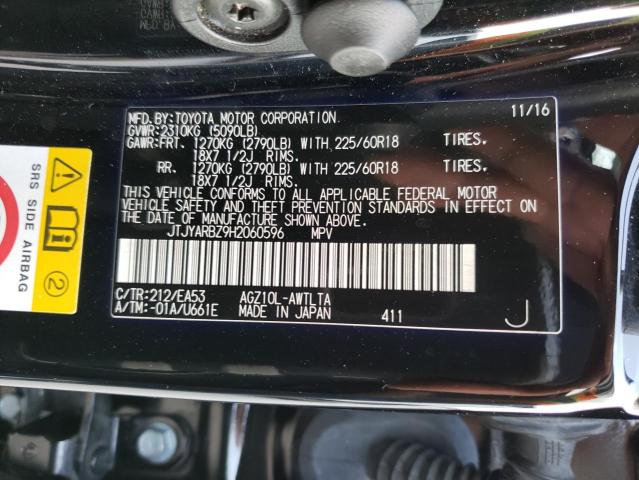 MFD.BY:TOYOTA MOTOR CORPORATION. 11/16
GVWR:2310KG (5090LB)
GAWR:FRT. 1270KG (2790LB) WITH 225/60R18 TIRES.
18X7 1/2J RIMS.
RR. 1270KG (2790LB) WITH 225/60R18 TIRES.
18X7 1/2J RIMS.
THIS VEHICLE CONFORMS TO ALL APPLICABLE FEDERAL MOTOR
VEHICLE SAFETY AND THEFT PREVENTION STANDARDS IN EFFECT ON
THE DATE OF MANUFACTURE SHOWN ABOVE.
JTJYARBZ9H2060596 MPV
C/TR:212/EA53 AGZ10L-AWTLTA
A/TM:-01A/U661E MADE IN JAPAN 411 J
SRS SIDE AIRBAG
2